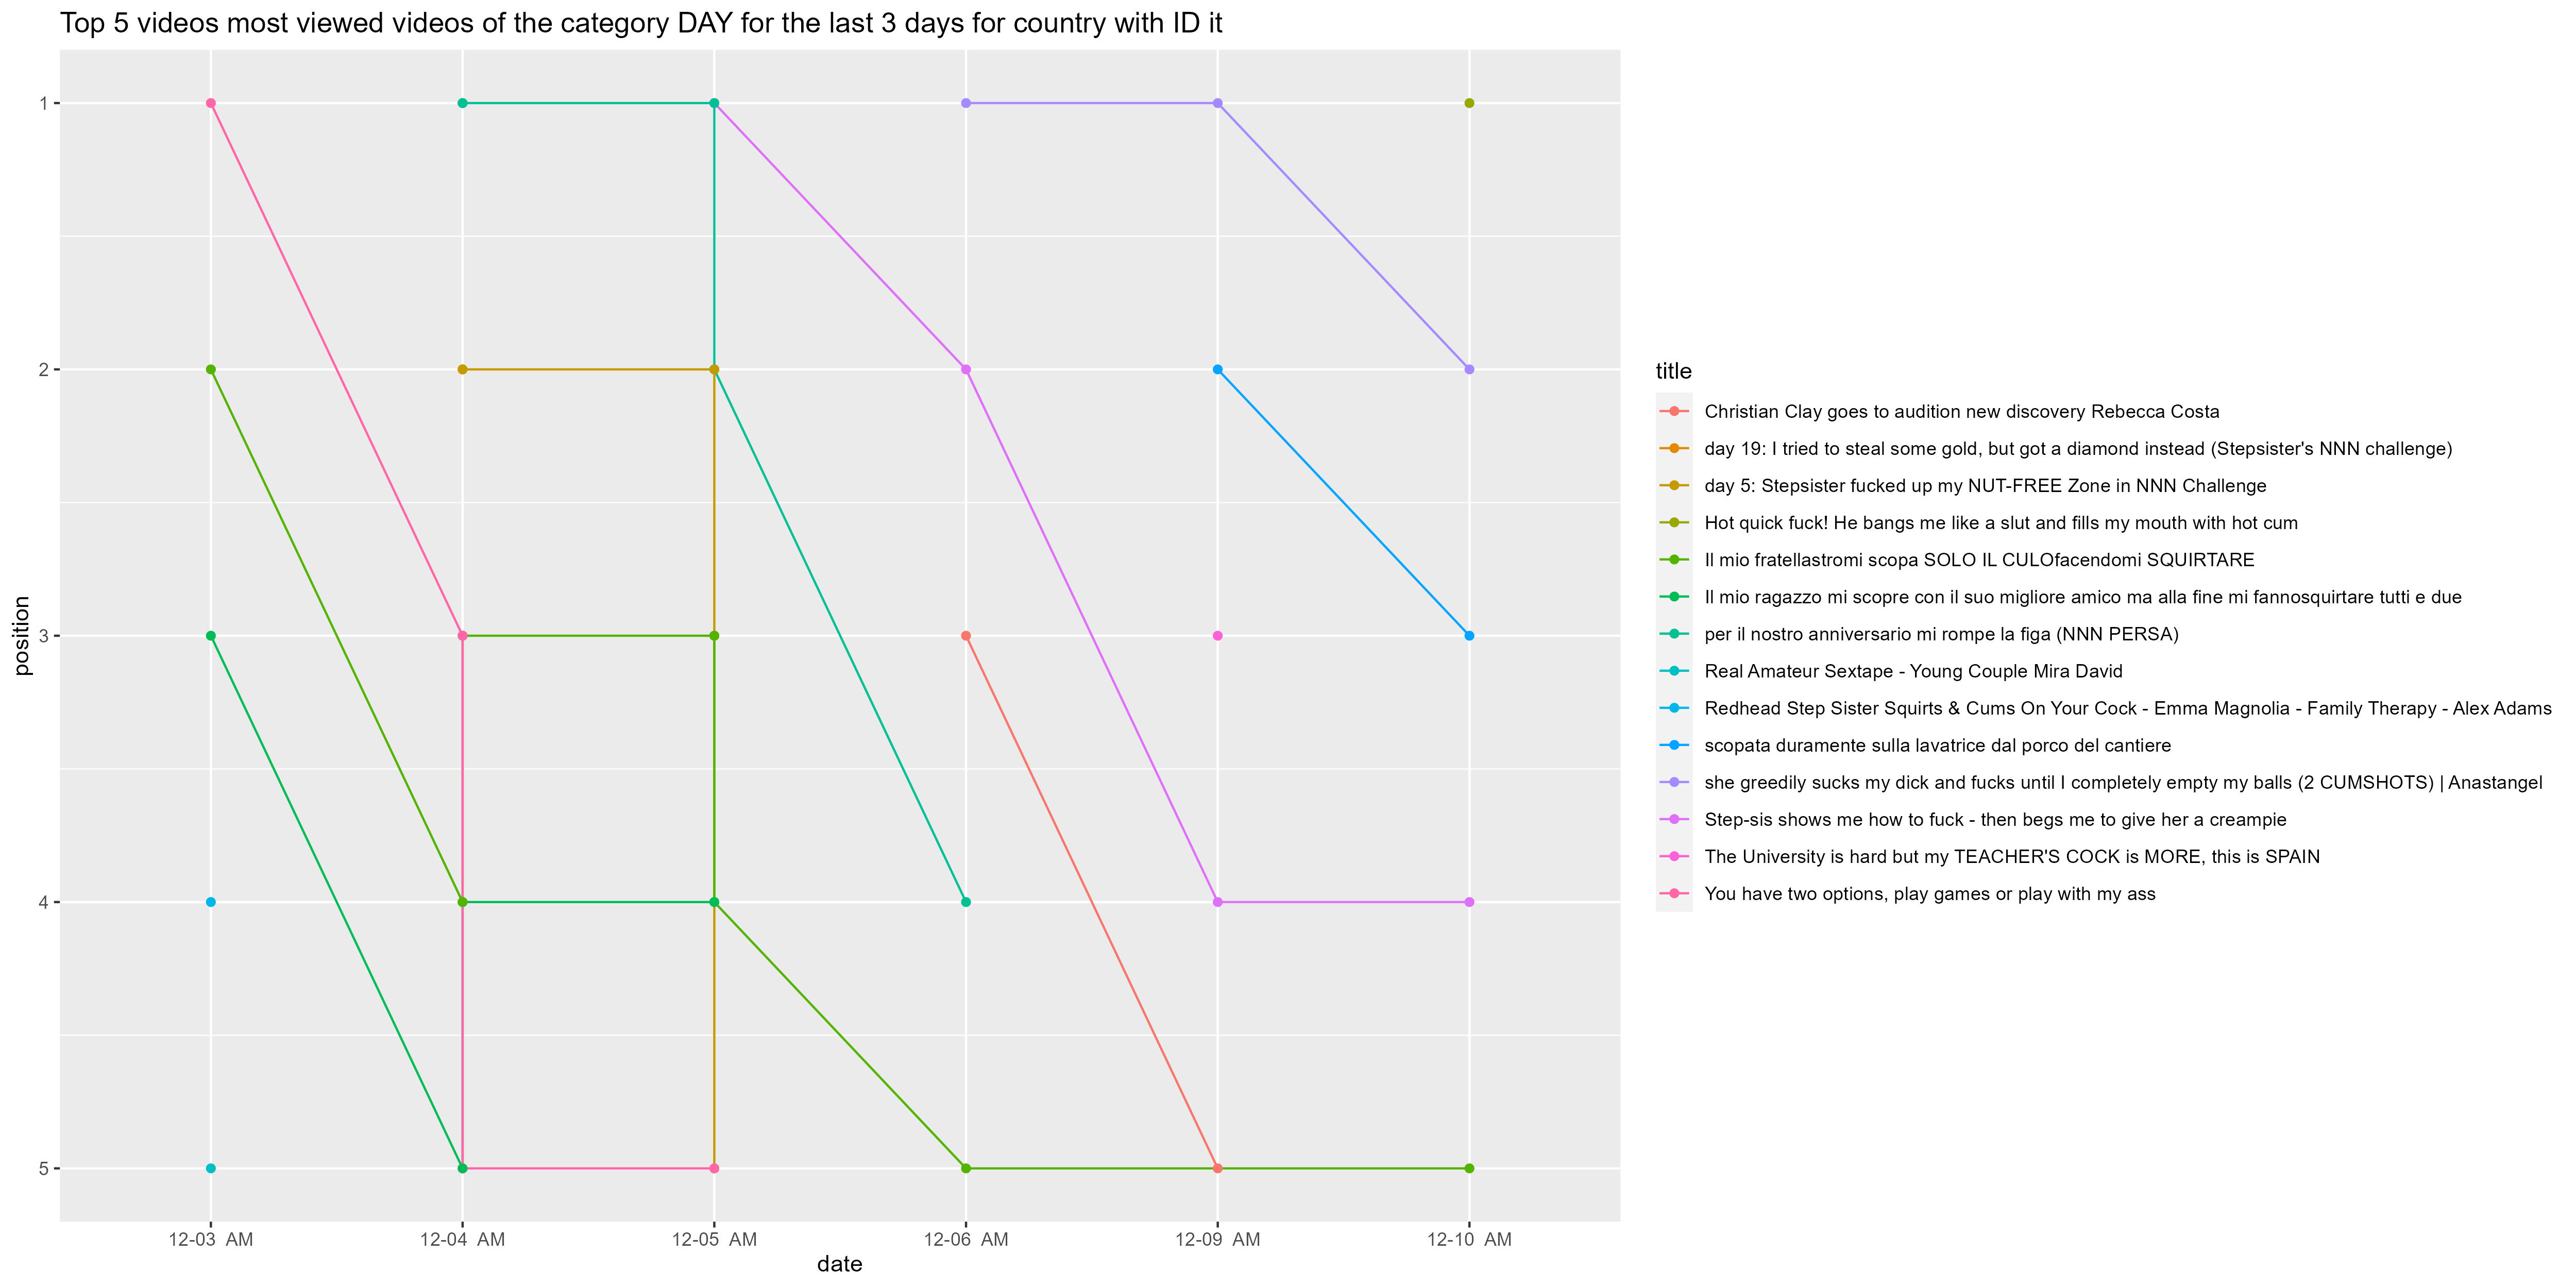 Top 5 videos most viewed videos of the category DAY for the last 3 days for country with ID it
position
1
2
3
4
5
12-03 AM
12-04 AM
12-05 AM
12-06 AM
12-09 AM
12-10 AM
date
title
Christian Clay goes to audition new discovery Rebecca Costa
day 19: I tried to steal some gold, but got a diamond instead (Stepsister's NNN challenge)
day 5: Stepsister fucked up my NUT-FREE Zone in NNN Challenge
Hot quick fuck! He bangs me like a slut and fills my mouth with hot cum
Il mio fratellastromi scopa SOLO IL CULOfacendomi SQUIRTARE
Il mio ragazzo mi scopre con il suo migliore amico ma alla fine mi fannosquirtare tutti e due
per il nostro anniversario mi rompe la figa (NNN PERSA)
Real Amateur Sextape - Young Couple Mira David
Redhead Step Sister Squirts & Cums On Your Cock - Emma Magnolia - Family Therapy - Alex Adams
scopata duramente sulla lavatrice dal porco del cantiere
she greedily sucks my dick and fucks until I completely empty my balls (2 CUMSHOTS) | Anastangel
Step-sis shows me how to fuck - then begs me to give her a creampie
The University is hard but my TEACHER'S COCK is MORE, this is SPAIN
You have two options, play games or play with my ass